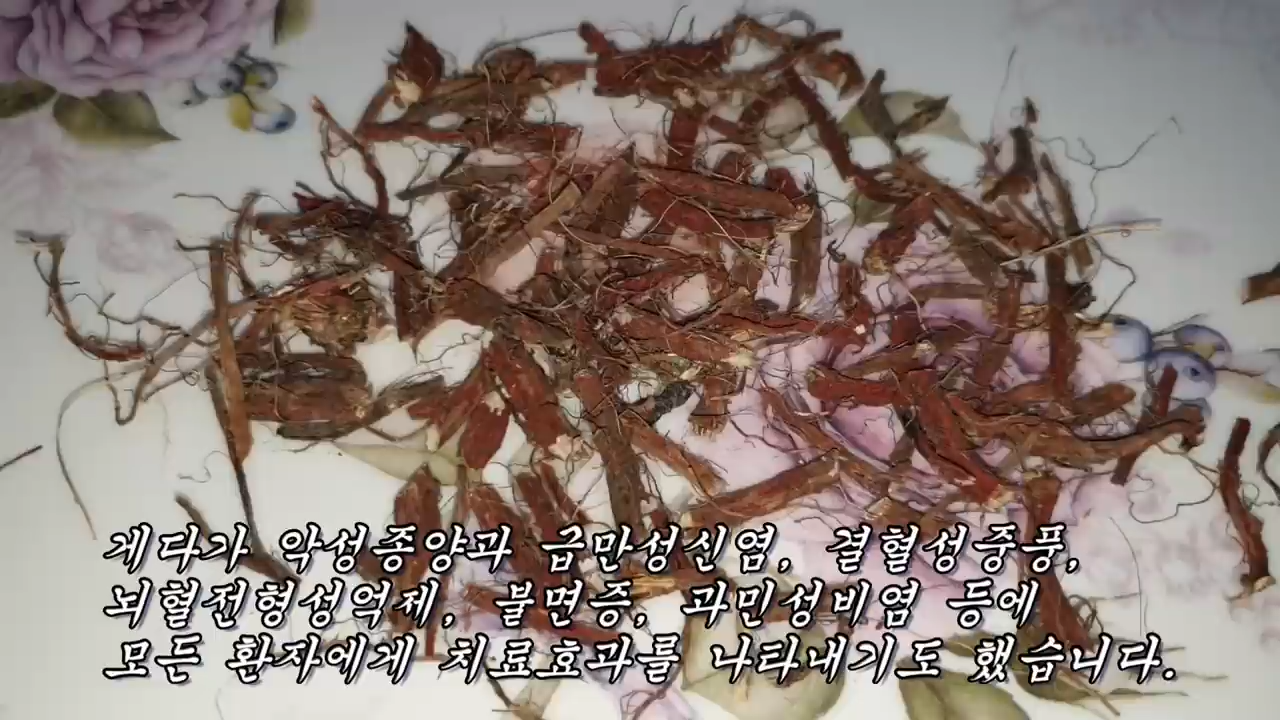 게다가 악성종양과 급만성신염, 결혈성중풍,
뇌혈전형성억제, 불면증, 과민성비염 등에
모든 환자에게 치료효과를 나타내기도 했습니다.